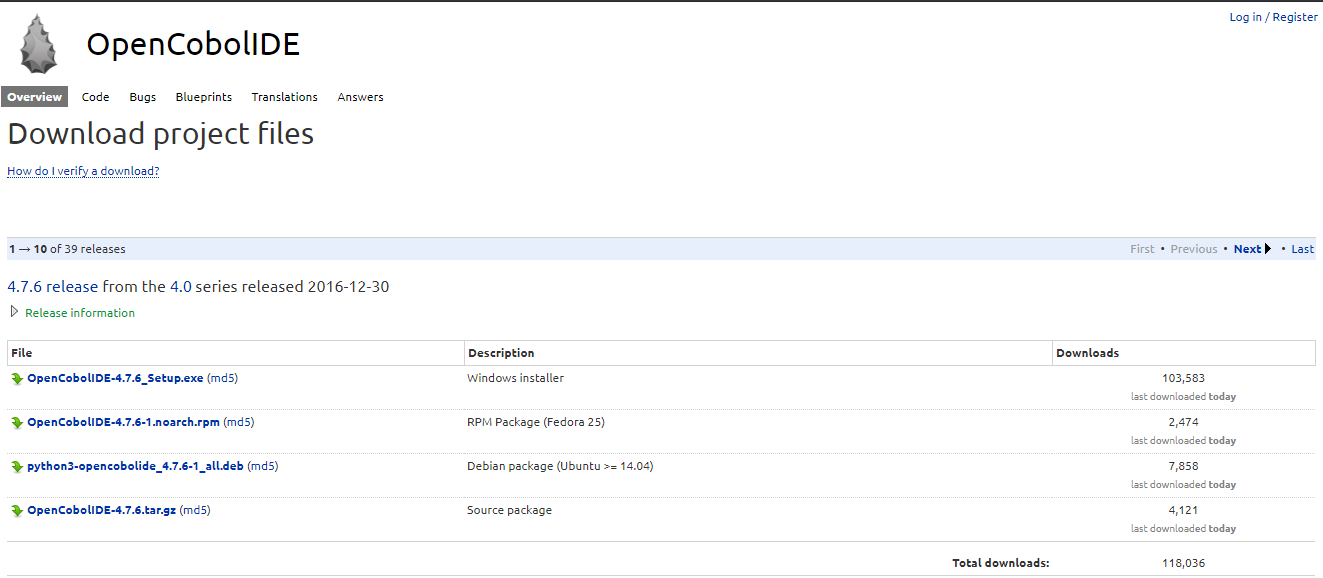 Log in / Register
OpenCobolIDE
Overview Code Bugs Blueprints Translations Answers
Download project files
How do I verify a download?
1 → 10 of 39 releases First • Previous • Next • Last
4.7.6 release from the 4.0 series released 2016-12-30
Release information
File Description Downloads
OpenCobolIDE-4.7.6_Setup.exe (md5) Windows installer 103,583
last downloaded today
OpenCobolIDE-4.7.6-1.noarch.rpm (md5) RPM Package (Fedora 25) 2,474
last downloaded today
python3-opencobolide_4.7.6-1_all.deb (md5) Debian package (Ubuntu >= 14.04) 7,858
last downloaded today
OpenCobolIDE-4.7.6.tar.gz (md5) Source package 4,121
last downloaded today
Total downloads: 118,036